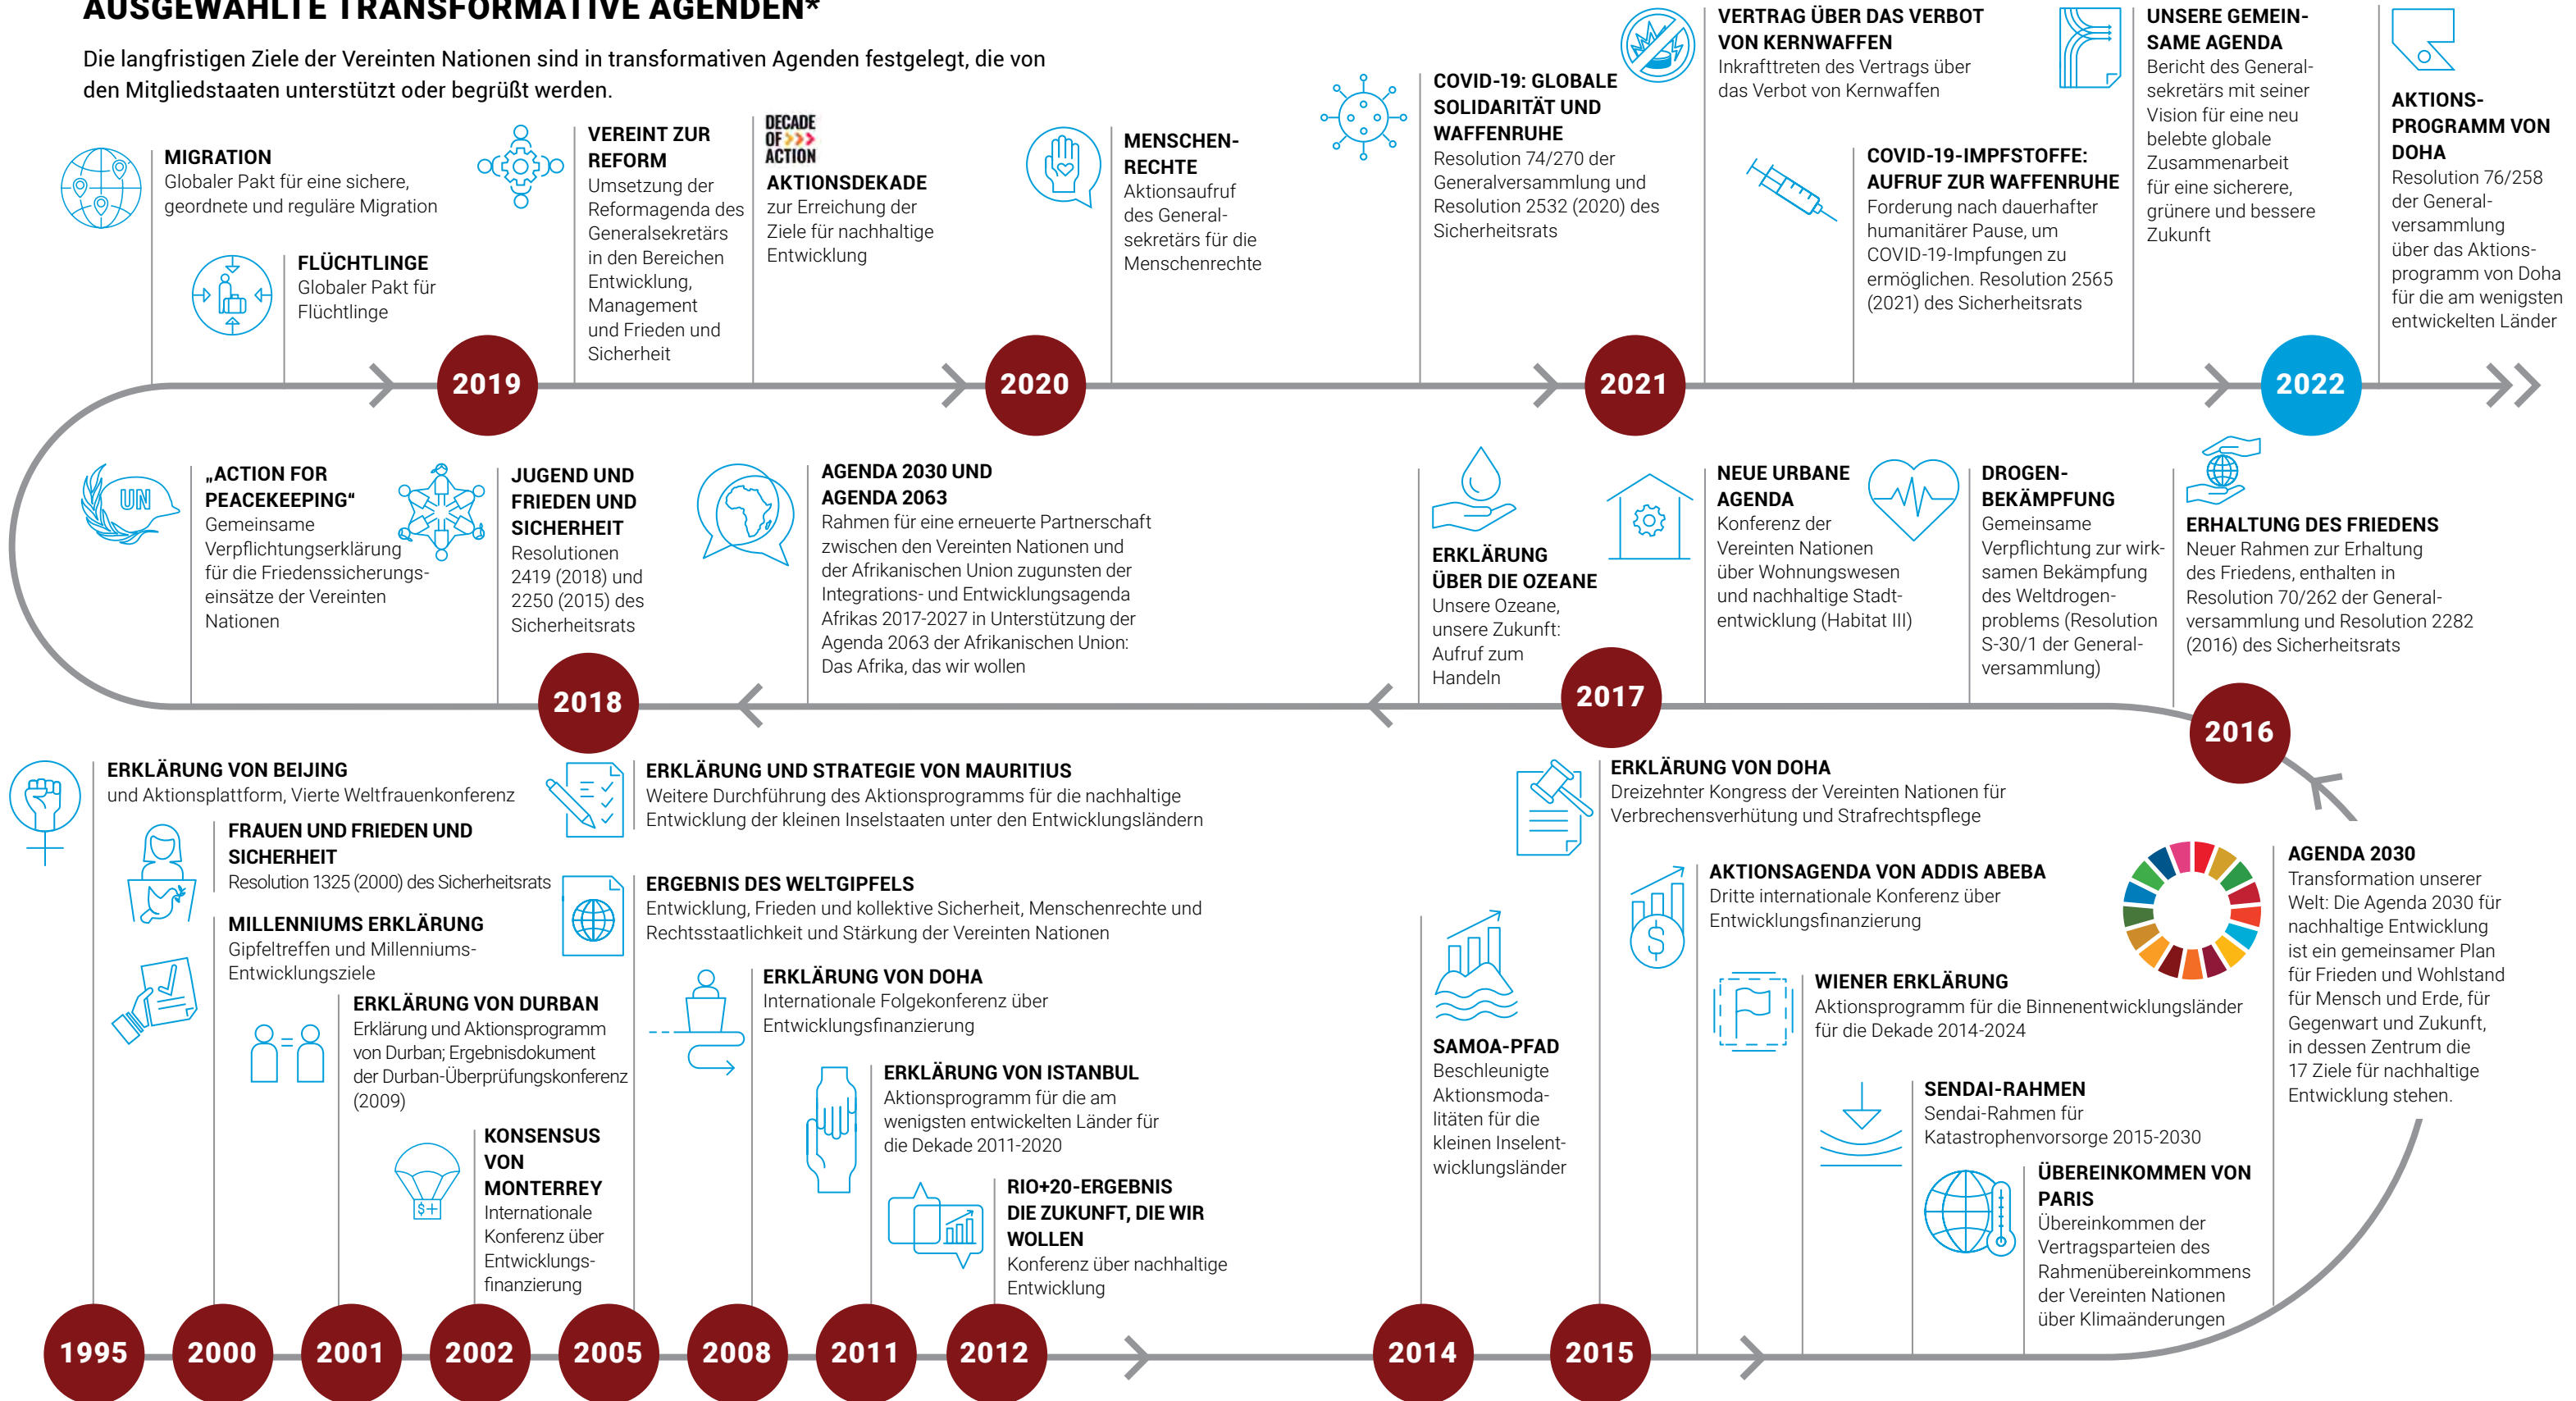 AUSGEWÄHLTE TRANSFORMATIVE AGENDEN*
Die langfristigen Ziele der Vereinten Nationen sind in transformativen Agenden festgelegt, die von
den Mitgliedstaaten unterstützt oder begrüßt werden.
MIGRATION
Globaler Pakt für eine sichere,
geordnete und reguläre Migration
FLÜCHTLINGE
Globaler Pakt für
Flüchtlinge
2019
VEREINT ZUR
REFORM
Umsetzung der
Reformagenda des
Generalsekretärs
in den Bereichen
Entwicklung,
Management
und Frieden und
Sicherheit
DECADE
OF >>>
ACTION
AKTIONSDEKADE
zur Erreichung der
Ziele für nachhaltige
Entwicklung
2020
MENSCHEN-
RECHTE
Aktionsaufruf
des General-
sekretärs für die
Menschenrechte
COVID-19: GLOBALE
SOLIDARITÄT UND
WAFFENRUHE
Resolution 74/270 der
Generalversammlung und
Resolution 2532 (2020) des
Sicherheitsrats
2021
VERTRAG ÜBER DAS VERBOT
VON KERNWAFFEN
Inkrafttreten des Vertrags über
das Verbot von Kernwaffen
COVID-19-IMPFSTOFFE:
AUFRUF ZUR WAFFENRUHE
Forderung nach dauerhafter
humanitärer Pause, um
COVID-19-Impfungen zu
ermöglichen. Resolution 2565
(2021) des Sicherheitsrats
UNSERE GEMEIN-
SAME AGENDA
Bericht des General-
sekretärs mit seiner
Vision für eine neu
belebte globale
Zusammenarbeit
für eine sicherere,
grünere und bessere
Zukunft
2022
AKTIONS-
PROGRAMM VON
DOHA
Resolution 76/258
der General-
versammlung
über das Aktions-
programm von Doha
für die am wenigsten
entwickelten Länder
UN
„ACTION FOR
PEACEKEEPING“
Gemeinsame
Verpflichtungserklärung
für die Friedenssicherungs-
einsätze der Vereinten
Nationen
JUGEND UND
FRIEDEN UND
SICHERHEIT
Resolutionen
2419 (2018) und
2250 (2015) des
Sicherheitsrats
2018
AGENDA 2030 UND
AGENDA 2063
Rahmen für eine erneuerte Partnerschaft
zwischen den Vereinten Nationen und
der Afrikanischen Union zugunsten der
Integrations- und Entwicklungsagenda
Afrikas 2017-2027 in Unterstützung der
Agenda 2063 der Afrikanischen Union:
Das Afrika, das wir wollen
ERKLÄRUNG
ÜBER DIE OZEANE
Unsere Ozeane,
unsere Zukunft:
Aufruf zum
Handeln
2017
NEUE URBANE
AGENDA
Konferenz der
Vereinten Nationen
über Wohnungswesen
und nachhaltige Stadt-
entwicklung (Habitat III)
DROGEN-
BEKÄMPFUNG
Gemeinsame
Verpflichtung zur wirk-
samen Bekämpfung
des Weltdrogen-
problems (Resolution
S-30/1 der General-
versammlung)
ERHALTUNG DES FRIEDENS
Neuer Rahmen zur Erhaltung
des Friedens, enthalten in
Resolution 70/262 der General-
versammlung und Resolution 2282
(2016) des Sicherheitsrats
2016
ERKLÄRUNG VON BEIJING
und Aktionsplattform, Vierte Weltfrauenkonferenz
FRAUEN UND FRIEDEN UND
SICHERHEIT
Resolution 1325 (2000) des Sicherheitsrats
MILLENNIUMS ERKLÄRUNG
Gipfeltreffen und Millenniums-
Entwicklungsziele
ERKLÄRUNG VON DURBAN
Erklärung und Aktionsprogramm
von Durban; Ergebnisdokument
der Durban-Überprüfungskonferenz
(2009)
$+
KONSENSUS
VON
MONTERREY
Internationale
Konferenz über
Entwicklungs-
finanzierung
ERKLÄRUNG UND STRATEGIE VON MAURITIUS
Weitere Durchführung des Aktionsprogramms für die nachhaltige
Entwicklung der kleinen Inselstaaten unter den Entwicklungsländern
ERGEBNIS DES WELTGIPFELS
Entwicklung, Frieden und kollektive Sicherheit, Menschenrechte und
Rechtsstaatlichkeit und Stärkung der Vereinten Nationen
ERKLÄRUNG VON DOHA
Internationale Folgekonferenz über
Entwicklungsfinanzierung
ERKLÄRUNG VON ISTANBUL
Aktionsprogramm für die am
wenigsten entwickelten Länder für
die Dekade 2011-2020
RIO+20-ERGEBNIS
DIE ZUKUNFT, DIE WIR
WOLLEN
Konferenz über nachhaltige
Entwicklung
SAMOA-PFAD
Beschleunigte
Aktionsmoda-
litäten für die
kleinen Inselent-
wicklungsländer
ERKLÄRUNG VON DOHA
Dreizehnter Kongress der Vereinten Nationen für
Verbrechensverhütung und Strafrechtspflege
$
AKTIONSAGENDA VON ADDIS ABEBA
Dritte internationale Konferenz über
Entwicklungsfinanzierung
WIENER ERKLÄRUNG
Aktionsprogramm für die Binnenentwicklungsländer
für die Dekade 2014-2024
SENDAI-RAHMEN
Sendai-Rahmen für
Katastrophenvorsorge 2015-2030
ÜBEREINKOMMEN VON
PARIS
Übereinkommen der
Vertragsparteien des
Rahmenübereinkommens
der Vereinten Nationen
über Klimaänderungen
AGENDA 2030
Transformation unserer
Welt: Die Agenda 2030 für
nachhaltige Entwicklung
ist ein gemeinsamer Plan
für Frieden und Wohlstand
für Mensch und Erde, für
Gegenwart und Zukunft,
in dessen Zentrum die
17 Ziele für nachhaltige
Entwicklung stehen.
1995
2000
2001
2002
2005
2008
2011
2012
2014
2015